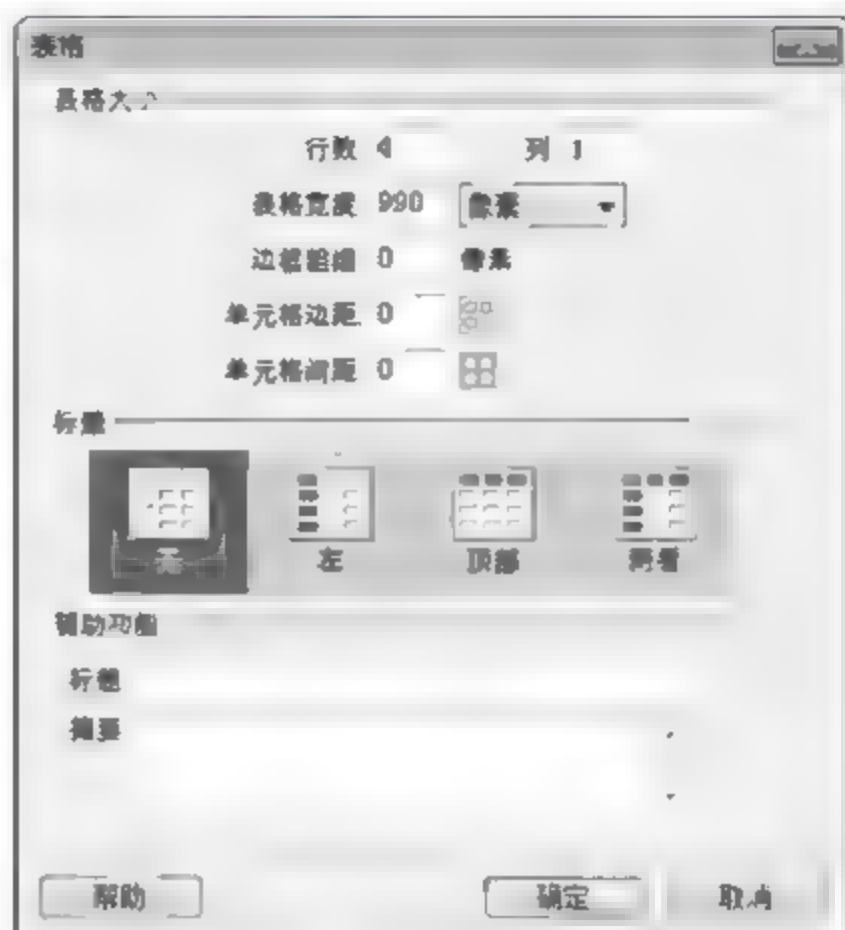 表格
表格大小
行数 4 列 1
表格宽度 990 像素
边框粗细 0 像素
单元格边距 0
单元格间距 0
标题
无 左 顶部 两者
辅助功能
标题
摘要
帮助 确定 取消